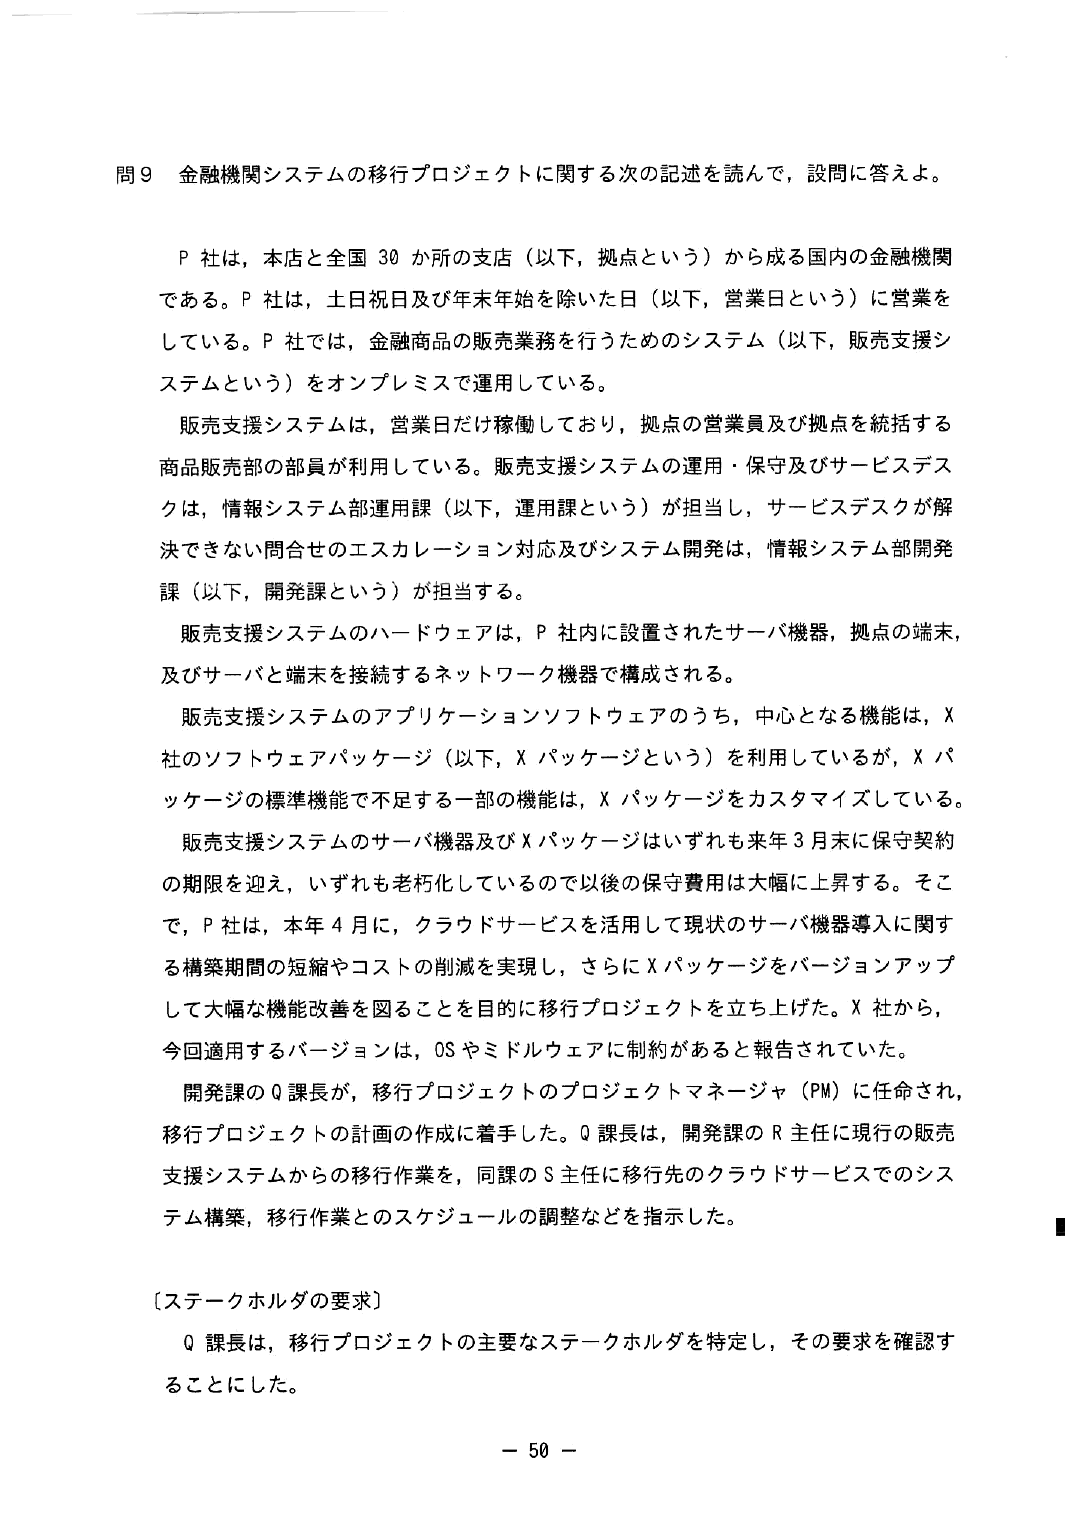 問9　金融機関システムの移行プロジェクトに関する次の記述を読んで，設問に答えよ。
P 社は，本店と全国 30 か所の支店（以下，拠点という）から成る国内の金融機関
である。P 社は，土日祝日及び年末年始を除いた日（以下，営業日という）に営業を
している。P 社では，金融商品の販売業務を行うためのシステム（以下，販売支援シ
ステムという）をオンプレミスで運用している。
販売支援システムは，営業日だけ稼働しており，拠点の営業員及び拠点を統括する
商品販売部の部員が利用している。販売支援システムの運用・保守及びサービスデス
クは，情報システム部運用課（以下，運用課という）が担当し，サービスデスクが解
決できない問合せのエスカレーション対応及びシステム開発は，情報システム部開発
課（以下，開発課という）が担当する。
販売支援システムのハードウェアは，P 社内に設置されたサーバ機器，拠点の端末，
及びサーバと端末を接続するネットワーク機器で構成される。
販売支援システムのアプリケーションソフトウェアのうち，中心となる機能は，X
社のソフトウェアパッケージ（以下，X パッケージという）を利用しているが，X パ
ッケージの標準機能で不足する一部の機能は，X パッケージをカスタマイズしている。
販売支援システムのサーバ機器及び X パッケージはいずれも来年 3 月末に保守契約
の期限を迎え，いずれも老朽化しているので以後の保守費用は大幅に上昇する。そこ
で，P 社は，本年 4 月に，クラウドサービスを活用して現状のサーバ機器導入に関す
る構築期間の短縮やコストの削減を実現し，さらに X パッケージをバージョンアップ
して大幅な機能改善を図ることを目的に移行プロジェクトを立ち上げた。X 社から，
今回適用するバージョンは，OS やミドルウェアに制約があると報告されていた。
開発課の Q 課長が，移行プロジェクトのプロジェクトマネージャ（PM）に任命され，
移行プロジェクトの計画の作成に着手した。Q 課長は，開発課の R 主任に現行の販売
支援システムからの移行作業を，同課の S 主任に移行先のクラウドサービスでのシス
テム構築，移行作業とのスケジュールの調整などを指示した。
〔ステークホルダの要求〕
Q 課長は，移行プロジェクトの主要なステークホルダを特定し，その要求を確認す
ることにした。
－ 50 －